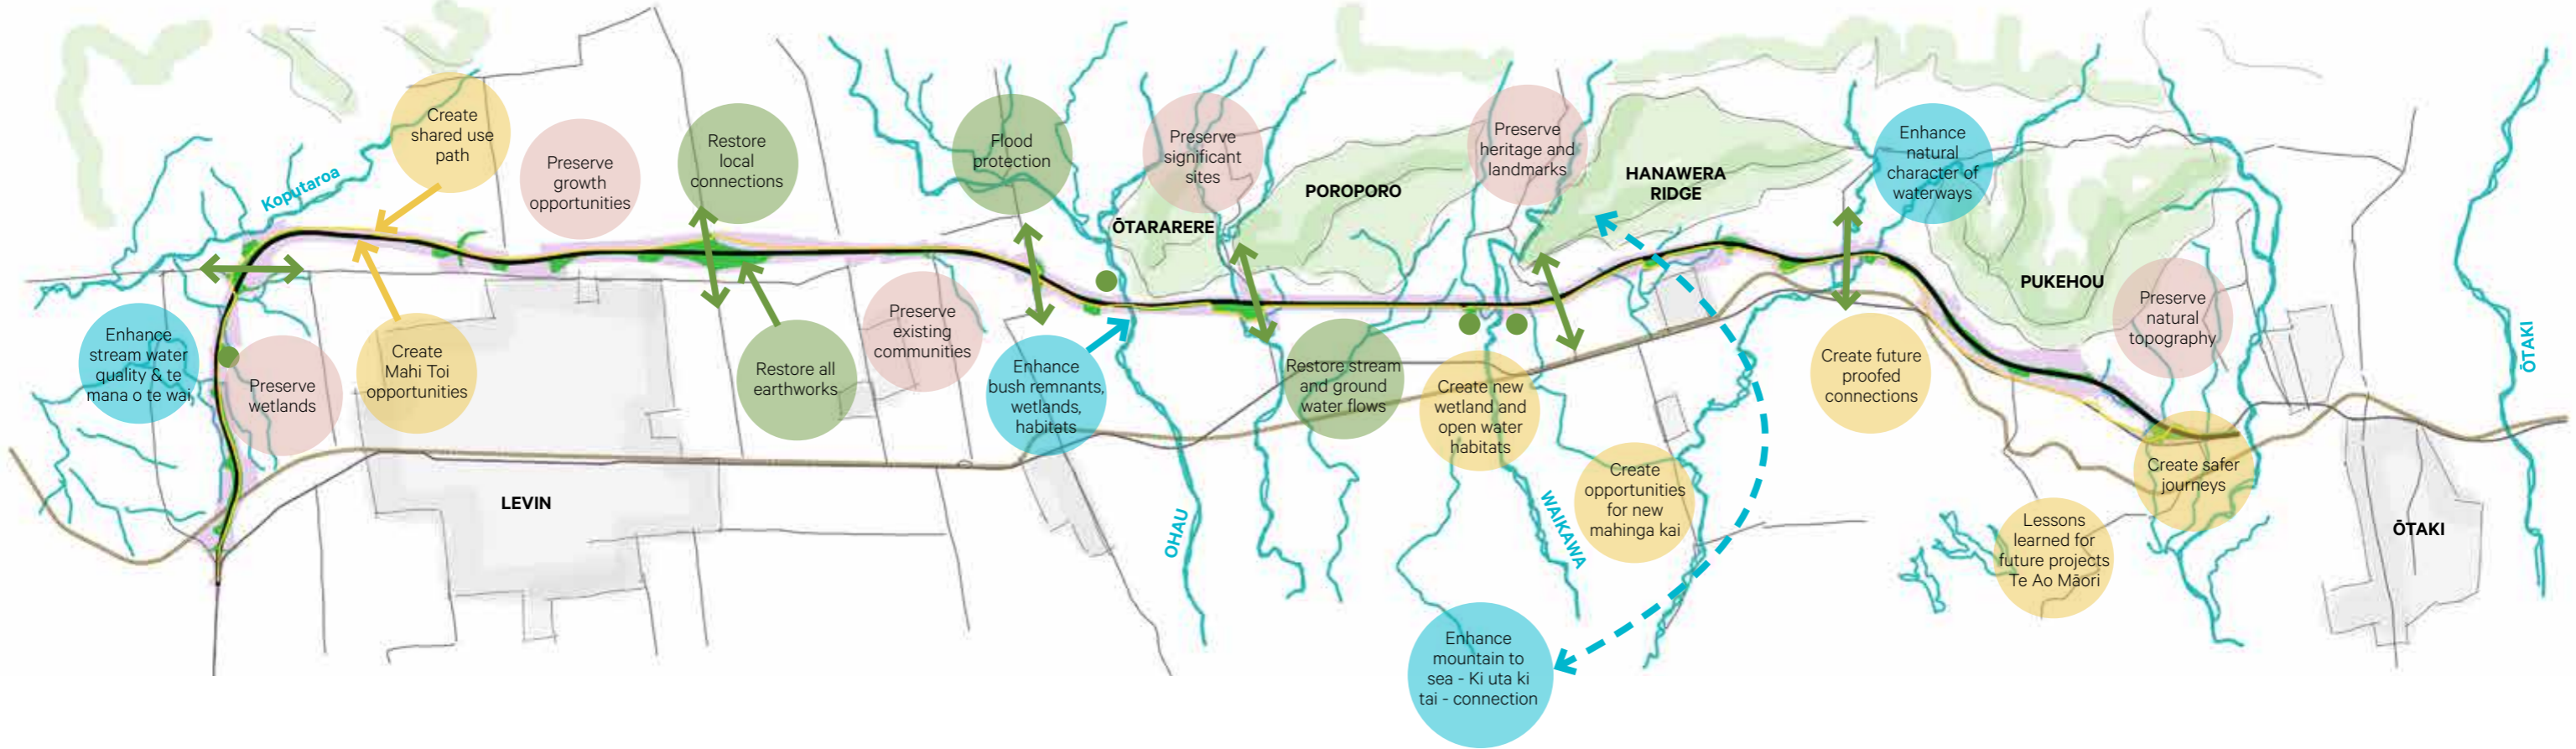 Create
shared use
path
Preserve
growth
opportunities
Restore
local
connections
Flood
protection
Preserve
significant
sites
Preserve
heritage and
landmarks
Enhance
natural
character of
waterways
Koputaroa
ŌTARARERE
POROPORO
HANAWERA
RIDGE
PUKEHOU
Preserve
natural
topography
ŌTAKI
Enhance
stream water
quality & te
mana o te wai
Preserve
wetlands
Create
Mahi Toi
opportunities
Restore all
earthworks
Preserve
existing
communities
Enhance
bush remnants,
wetlands,
habitats
Restore stream
and ground
water flows
Create new
wetland and
open water
habitats
Create future
proofed
connections
LEVIN
OHAU
WAIKAWA
Create
opportunities
for new
mahinga kai
Create safer
journeys
Lessons
learned for
future projects
Te Ao Māori
ŌTAKI
Enhance
mountain to
sea - Ki uta ki
tai - connection